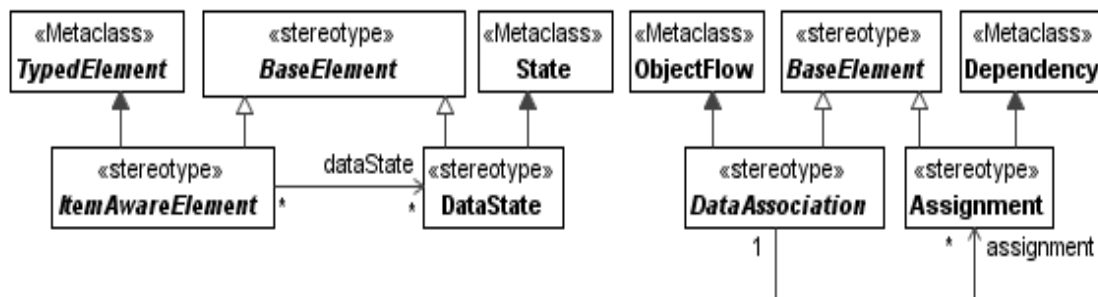 «Metaclass»
TypedElement
«stereotype»
BaseElement
«Metaclass»
State
«Metaclass»
ObjectFlow
«stereotype»
BaseElement
«Metaclass»
Dependency
«stereotype»
ItemAwareElement
dataState
*
*
«stereotype»
DataState
«stereotype»
DataAssociation
«stereotype»
Assignment
1
*
assignment